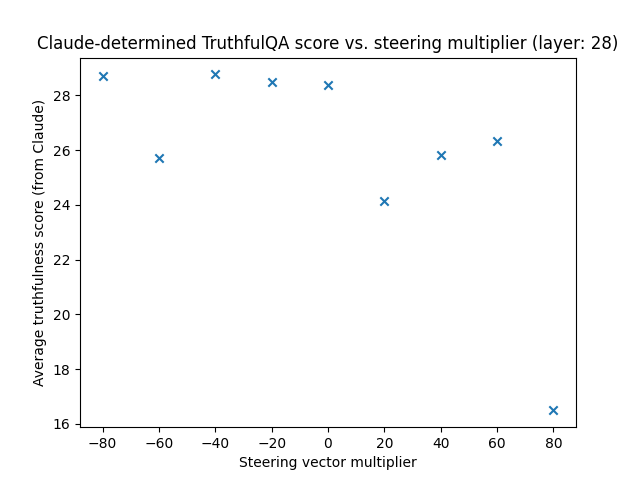 Claude-determined TruthfulQA score vs. steering multiplier (layer: 28)
28
26
24
22
20
18
16
Average truthfulness score (from Claude)
−80 −60 −40 −20 0 20 40 60 80
Steering vector multiplier